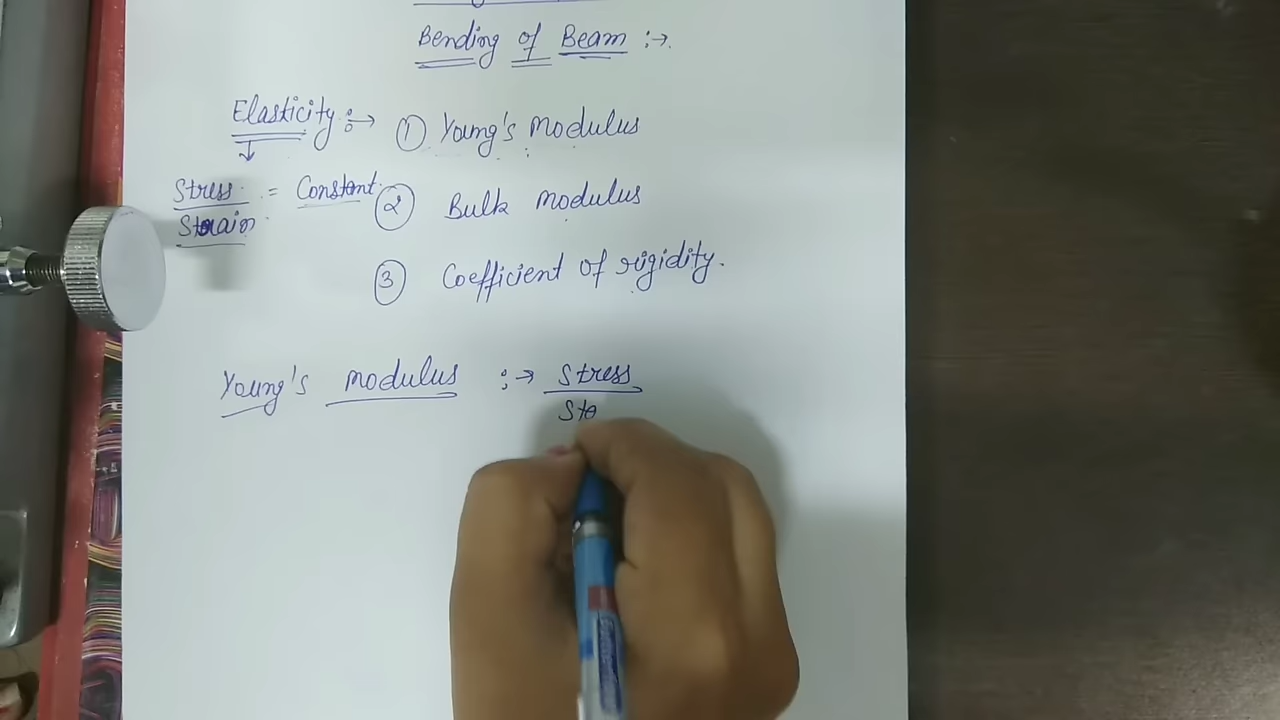 Bending of Beam :→.
Elasticity :→ ① Young's modulus
Stress / Strain = Constant.
② Bulk modulus
③ Coefficient of rigidity.
Young's modulus :→ Stress